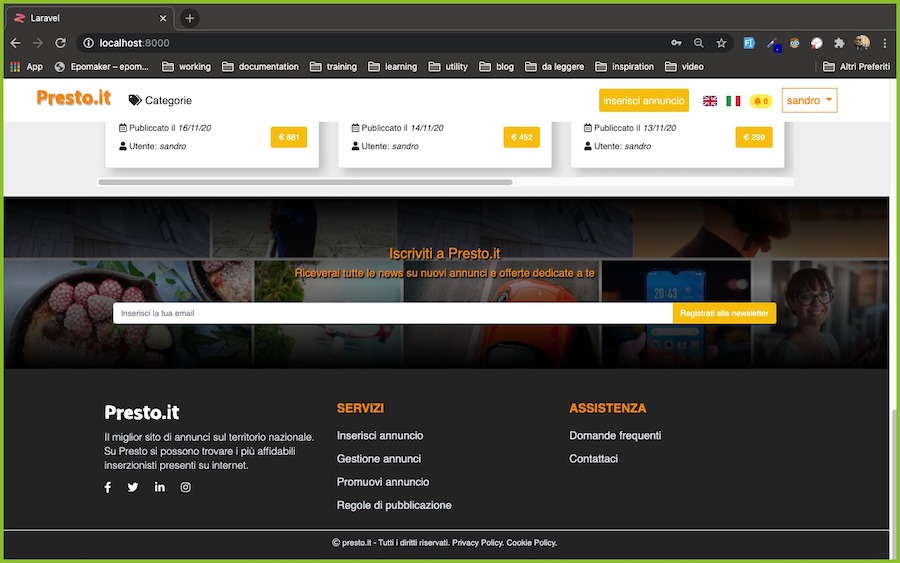 Laravel
localhost:8000
App
Epomaker – epom...
working
documentation
training
learning
utility
blog
da leggere
inspiration
video
Altri Preferiti
Presto.it
Categorie
inserisci annuncio
0
sandro
Pubblicato il 16/11/20
Utente: sandro
€ 881
Pubblicato il 14/11/20
Utente: sandro
€ 452
Pubblicato il 13/11/20
Utente: sandro
€ 299
Iscriviti a Presto.it
Riceverai tutte le news su nuovi annunci e offerte dedicate a te
20:43
Inserisci la tua email
Registrati alla newsletter
Presto.it
Il miglior sito di annunci sul territorio nazionale.
Su Presto si possono trovare i più affidabili
inserzionisti presenti su internet.
SERVIZI
Inserisci annuncio
Gestione annunci
Promuovi annuncio
Regole di pubblicazione
ASSISTENZA
Domande frequenti
Contattaci
© presto.it - Tutti i diritti riservati. Privacy Policy. Cookie Policy.